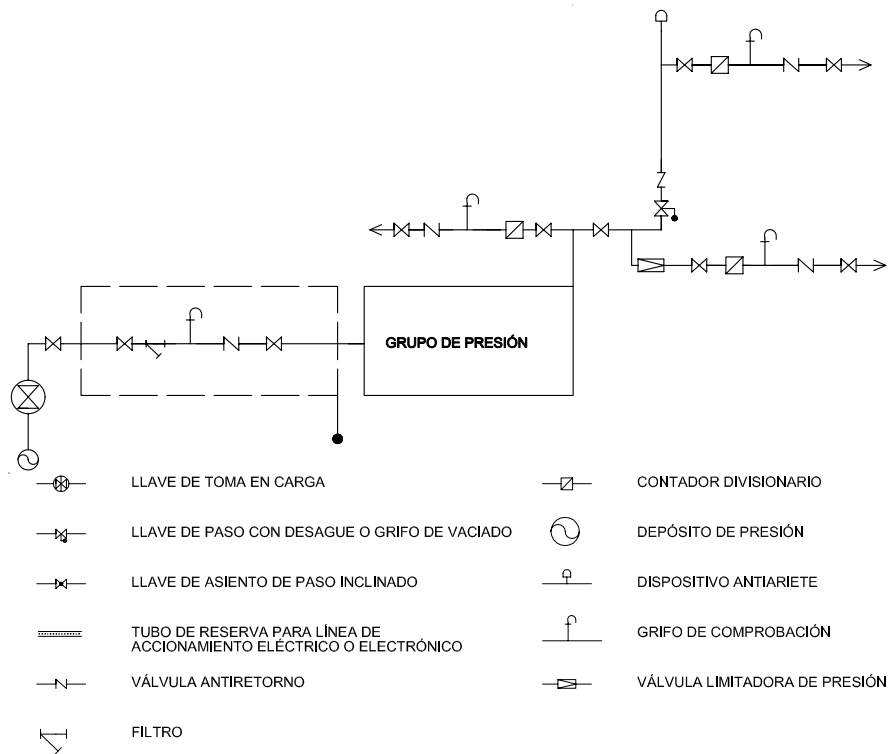 GRUPO DE PRESIÓN
LLAVE DE TOMA EN CARGA
LLAVE DE PASO CON DESAGUE O GRIFO DE VACIADO
LLAVE DE ASIENTO DE PASO INCLINADO
TUBO DE RESERVA PARA LÍNEA DE
ACCIONAMIENTO ELÉCTRICO O ELECTRÓNICO
VÁLVULA ANTIRETORNO
FILTRO
CONTADOR DIVISIONARIO
DEPÓSITO DE PRESIÓN
DISPOSITIVO ANTIARIETE
GRIFO DE COMPROBACIÓN
VÁLVULA LIMITADORA DE PRESIÓN